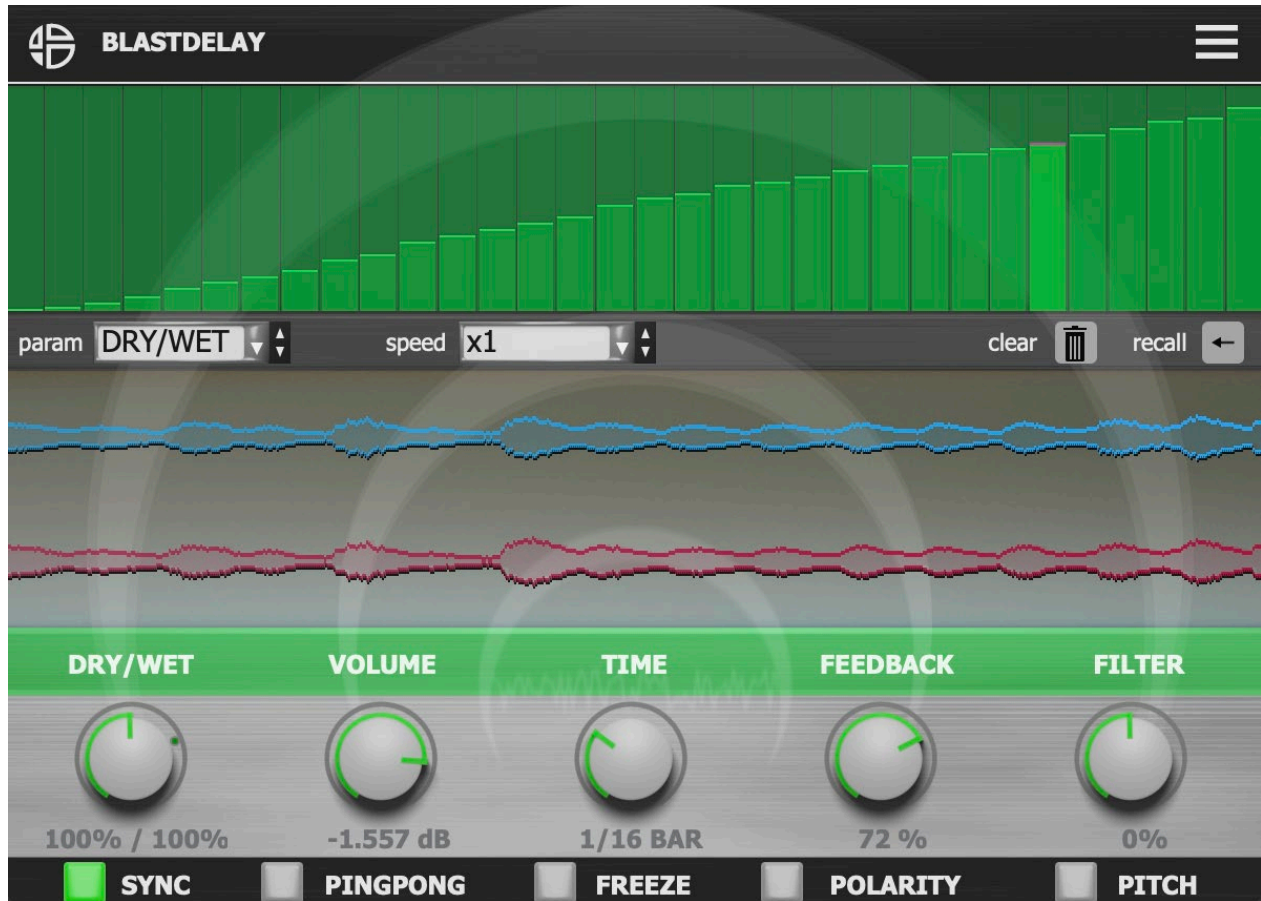 BLASTDELAY
param DRY/WET speed x1 clear recall
DRY/WET VOLUME TIME FEEDBACK FILTER
100% / 100% -1.557 dB 1/16 BAR 72 % 0%
SYNC PINGPONG FREEZE POLARITY PITCH